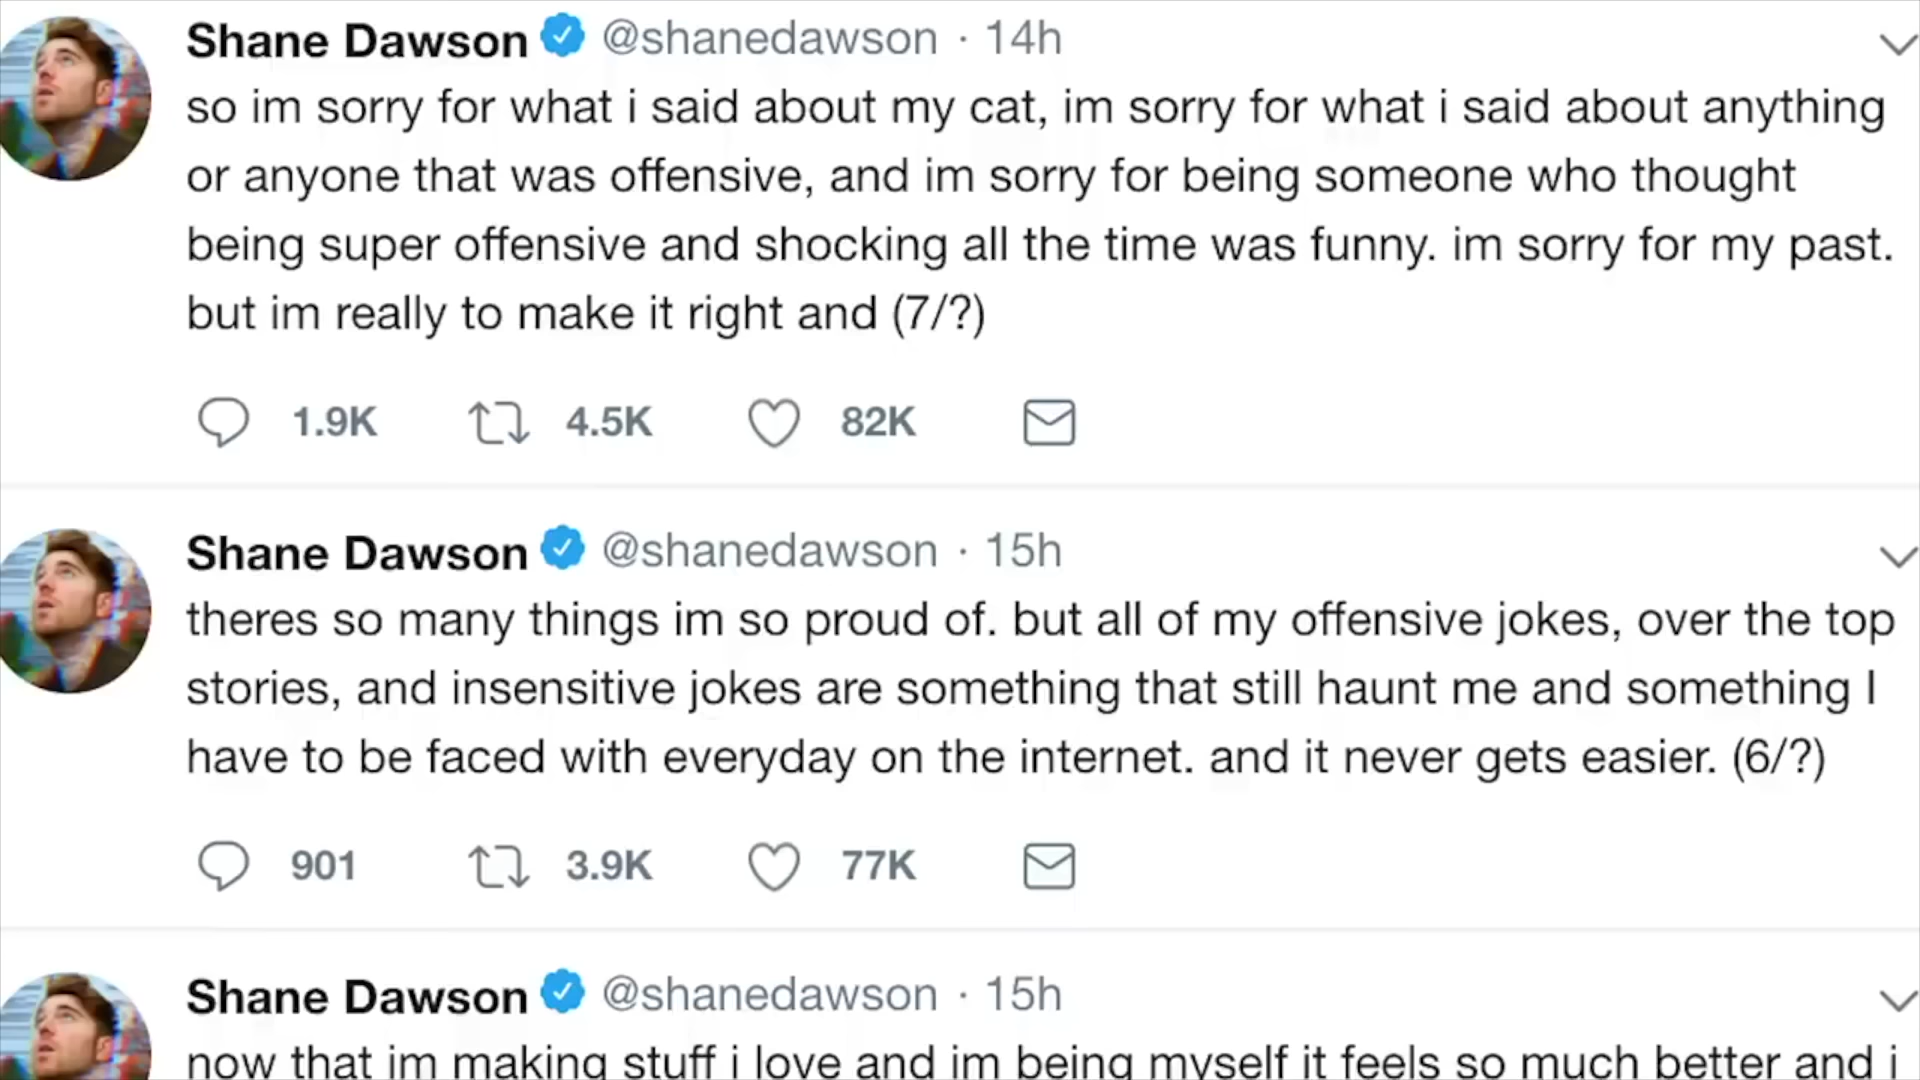 Shane Dawson @shanedawson · 14h
so im sorry for what i said about my cat, im sorry for what i said about anything
or anyone that was offensive, and im sorry for being someone who thought
being super offensive and shocking all the time was funny. im sorry for my past.
but im really to make it right and (7/?)
1.9K 4.5K 82K
Shane Dawson @shanedawson · 15h
theres so many things im so proud of. but all of my offensive jokes, over the top
stories, and insensitive jokes are something that still haunt me and something I
have to be faced with everyday on the internet. and it never gets easier. (6/?)
901 3.9K 77K
Shane Dawson @shanedawson · 15h
now that im making stuff i love and im being myself it feels so much better and i